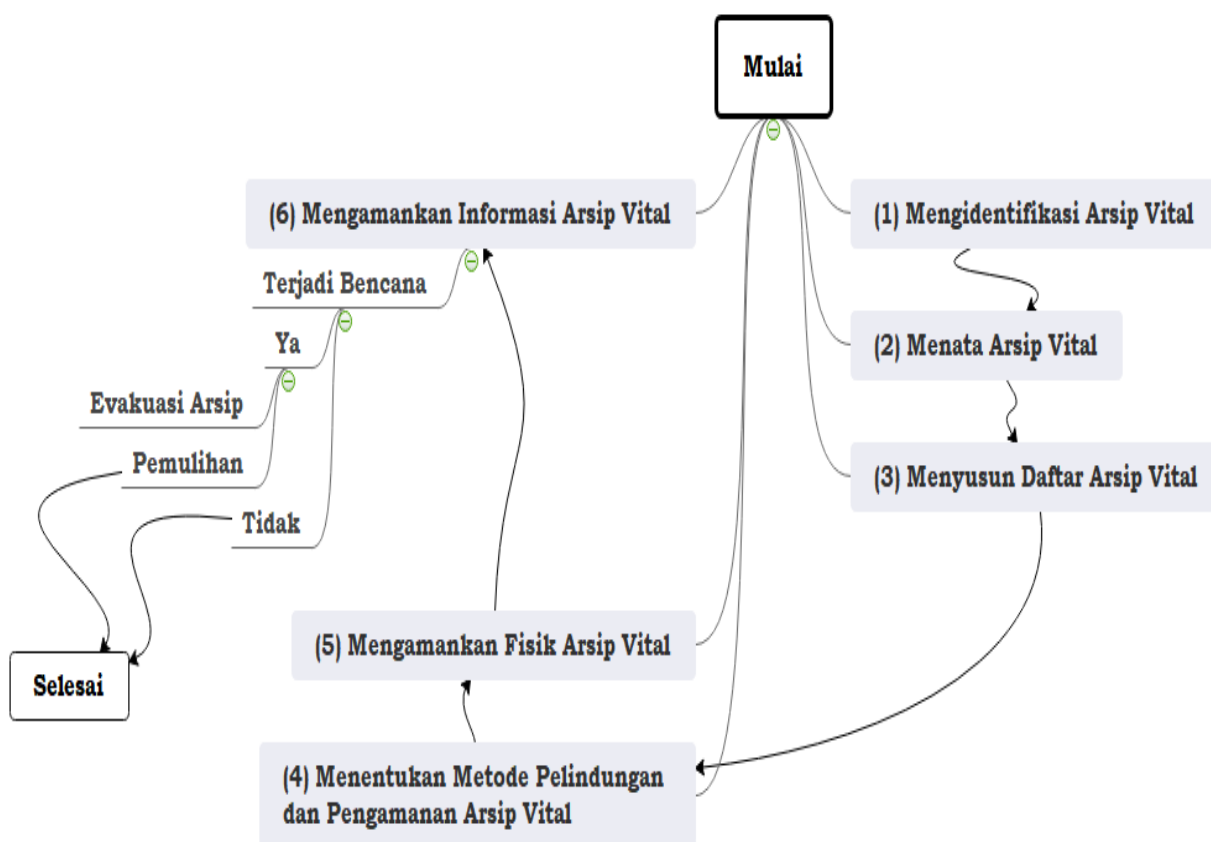 Mulai
(1) Mengidentifikasi Arsip Vital
(2) Menata Arsip Vital
(3) Menyusun Daftar Arsip Vital
(4) Menentukan Metode Pelindungan
dan Pengamanan Arsip Vital
(5) Mengamankan Fisik Arsip Vital
(6) Mengamankan Informasi Arsip Vital
Terjadi Bencana
Ya
Evakuasi Arsip
Pemulihan
Tidak
Selesai